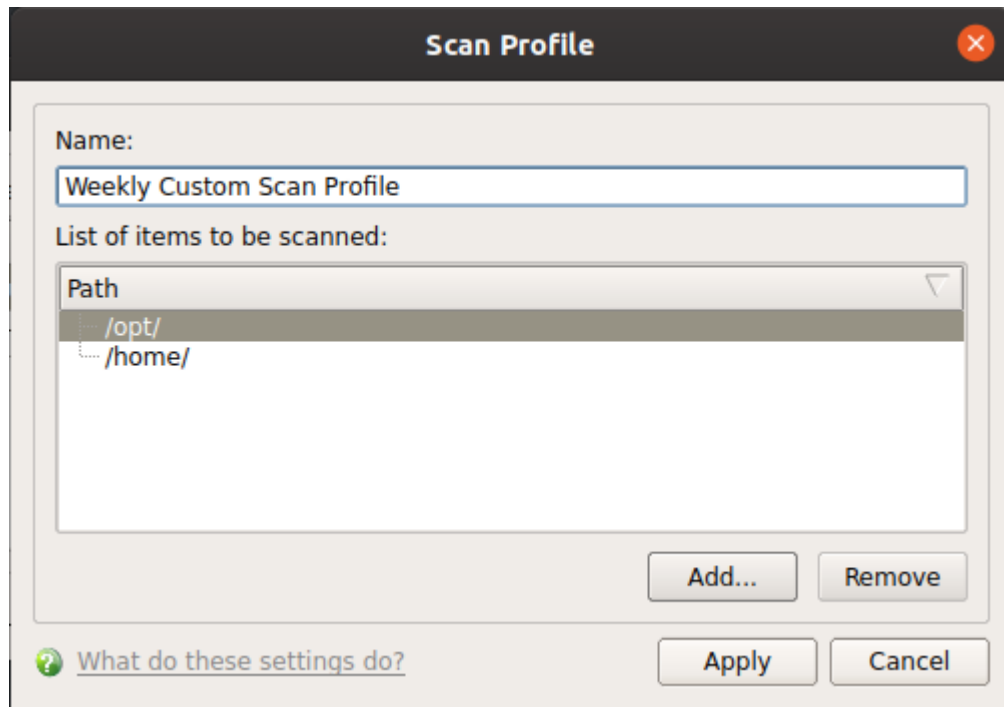 Scan Profile
Name:
Weekly Custom Scan Profile
List of items to be scanned:
Path
/opt/
/home/
Add... Remove
What do these settings do? Apply Cancel